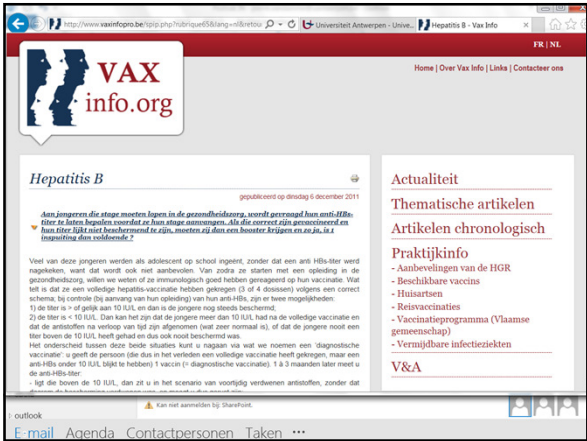 http://www.vaxinfopro.be/spip.php?rubrique65&lang=nl&retou
Universiteit Antwerpen - Unive...
Hepatitis B - Vax Info
FR | NL
VAX
info.org
Home | Over Vax Info | Links | Contacteer ons
Hepatitis B
gepubliceerd op dinsdag 6 december 2011
Aan jongeren die stage moeten lopen in de gezondheidszorg, wordt gevraagd hun anti-HBs-
titer te laten bepalen voordat ze hun stage aanvangen. Als die correct zijn gevaccineerd en
hun titer lijkt niet beschermend te zijn, moeten zij dan een booster krijgen en zo ja, is 1
inspuiting dan voldoende ?
Veel van deze jongeren werden als adolescent op school ingeënt, zonder dat een anti HBs-titer werd
nagekeken, want dat wordt ook niet aanbevolen. Van zodra ze starten met een opleiding in de
gezondheidszorg, willen we weten of ze immunologisch goed hebben gereageerd op hun vaccinatie. Wat
telt is dat ze een volledige hepatitis-vaccinatie hebben gekregen (3 of 4 dosissen) volgens een correct
schema; bij controle (bij aanvang van hun opleiding) van hun anti-HBs, zijn er twee mogelijkheden:
1) de titer is > of gelijk aan 10 IU/L en dan is de jongere nog steeds beschermd;
2) de titer is < 10 IU/L. Dan kan het zijn dat de jongere meer dan 10 IU/L had na de volledige vaccinatie en
dat de antistoffen na verloop van tijd zijn afgenomen (wat zeer normaal is), of dat de jongere nooit een
titer boven de 10 IU/L heeft gehad en dus ook nooit beschermd was.
Het onderscheid tussen deze beide situaties kunt u nagaan via wat we noemen een 'diagnostische
vaccinatie': u geeft de persoon (die dus in het verleden een volledige vaccinatie heeft gekregen, maar een
anti-HBs onder 10 IU/L blijkt te hebben) 1 vaccin (= diagnostische vaccinatie). 1 à 3 maanden later meet u
de anti-HBs-titer:
- ligt die boven de 10 IU/L, dan zit u in het scenario van voortijdig verdwenen antistoffen, zonder dat
Actualiteit
Thematische artikelen
Artikelen chronologisch
Praktijkinfo
- Aanbevelingen van de HGR
- Beschikbare vaccins
- Huisartsen
- Reisvaccinaties
- Vaccinatieprogramma (Vlaamse
gemeenschap)
- Vermijdbare infectieziekten
V&A
Kan niet aanmelden bij SharePoint.
outlook
E-mail Agenda Contactpersonen Taken ...